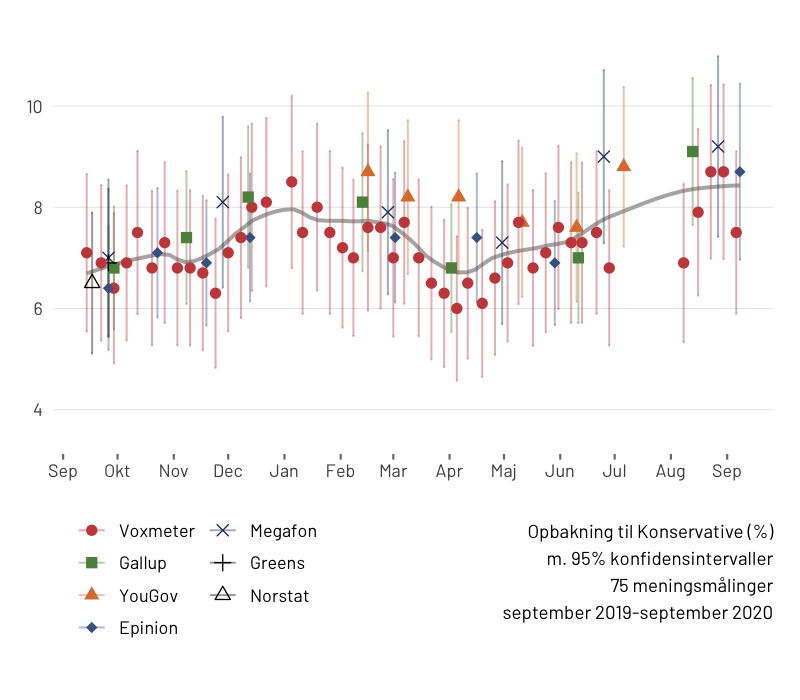 10
8
6
4
Sep Okt Nov Dec Jan Feb Mar Apr Maj Jun Jul Aug Sep
Voxmeter Megafon
Gallup Greens
YouGov Norstat
Epinion
Opbakning til Konservative (%)
m. 95% konfidensintervaller
75 meningsmålinger
september 2019-september 2020